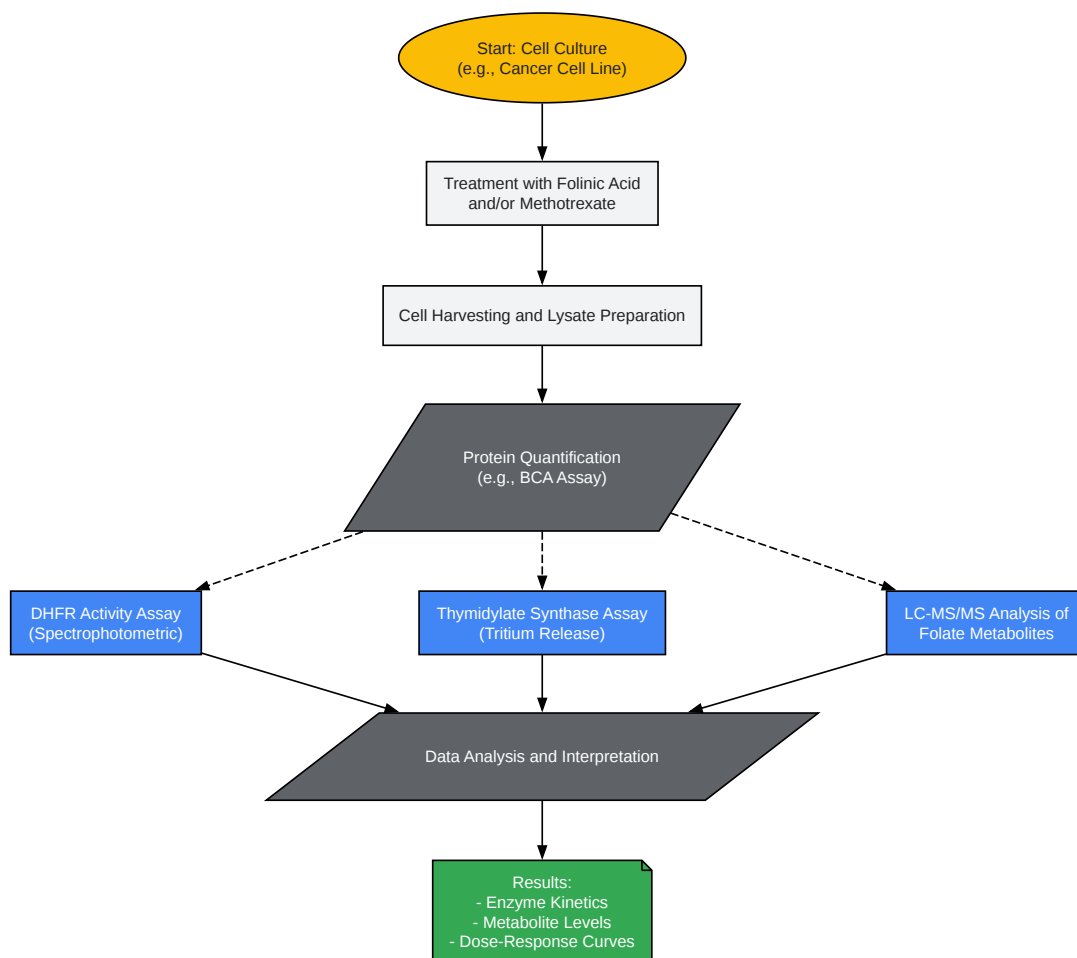 Start: Cell Culture
(e.g., Cancer Cell Line)
Treatment with Folinic Acid
and/or Methotrexate
Cell Harvesting and Lysate Preparation
Protein Quantification
(e.g., BCA Assay)
DHFR Activity Assay
(Spectrophotometric)
Thymidylate Synthase Assay
(Tritium Release)
LC-MS/MS Analysis of
Folate Metabolites
Data Analysis and Interpretation
Results:
- Enzyme Kinetics
- Metabolite Levels
- Dose-Response Curves